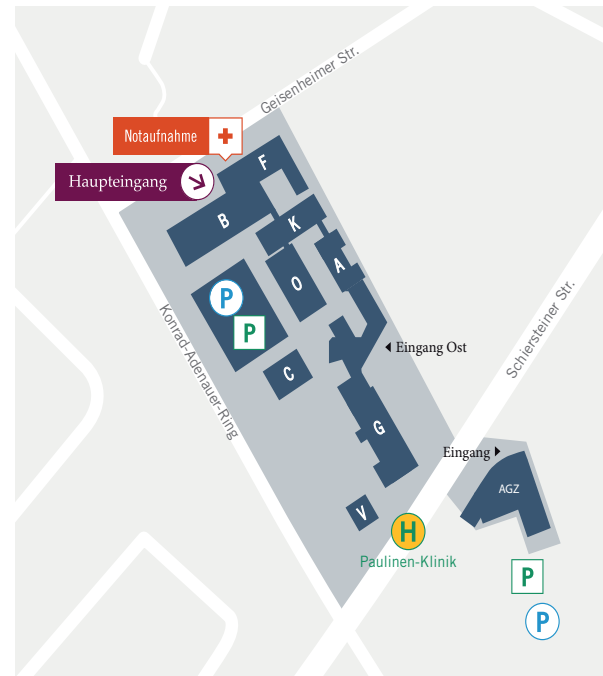 Geisenheimer Str.
Notaufnahme
Haupteingang
F
B
K
A
O
P
P
Konrad-Adenauer-Ring
Schiersteiner Str.
Eingang Ost
C
G
Eingang
AGZ
V
H
Paulinen-Klinik
P
P